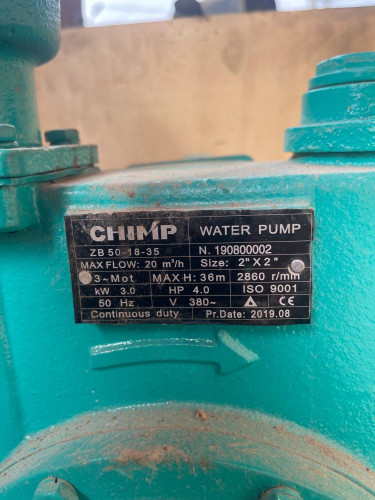 CHIMP WATER PUMP
ZB 50-18-35 N. 190800002
MAX FLOW: 20 m³/h Size: 2" X 2"
3~Mot MAX H: 36m 2860 r/min
kW 3.0 HP 4.0 ISO 9001
50 Hz V 380~ CE
Continuous duty Pr.Date: 2019.08